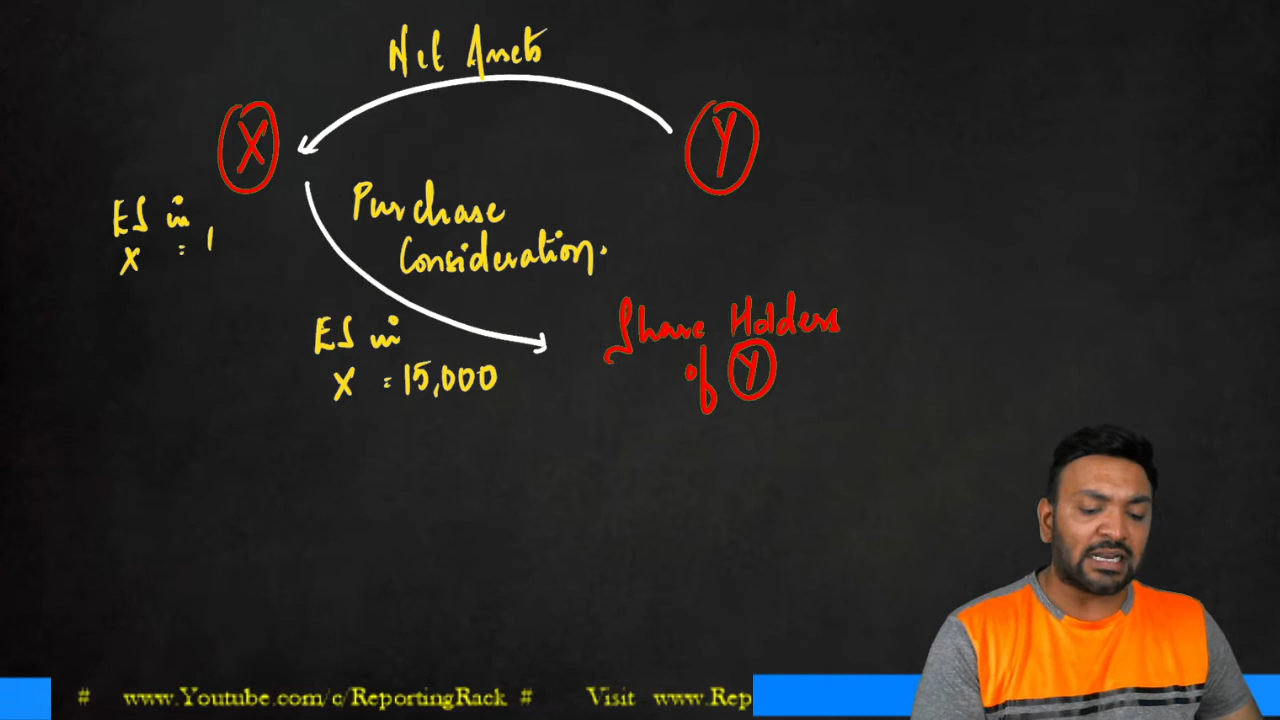 Net Assets
X
Y
Purchase
Consideration.
ES in
X = 1
ES in
X = 15,000
Share Holders
of Y
# www.Youtube.com/c/ReportingRack # Visit www.Rep